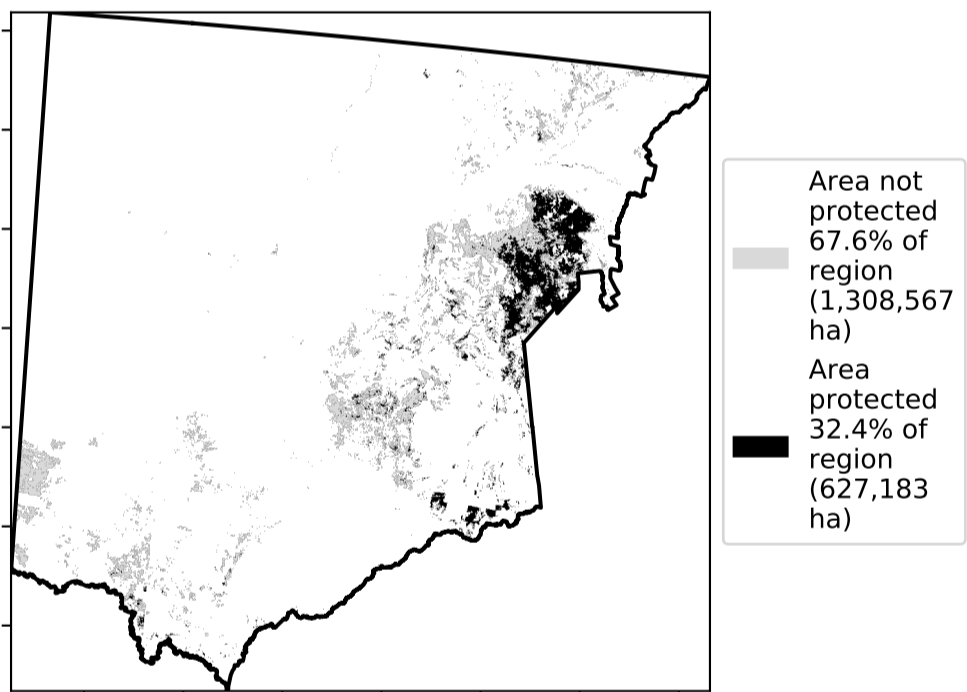 Area not
protected
67.6% of
region
(1,308,567
ha)
Area
protected
32.4% of
region
(627,183
ha)